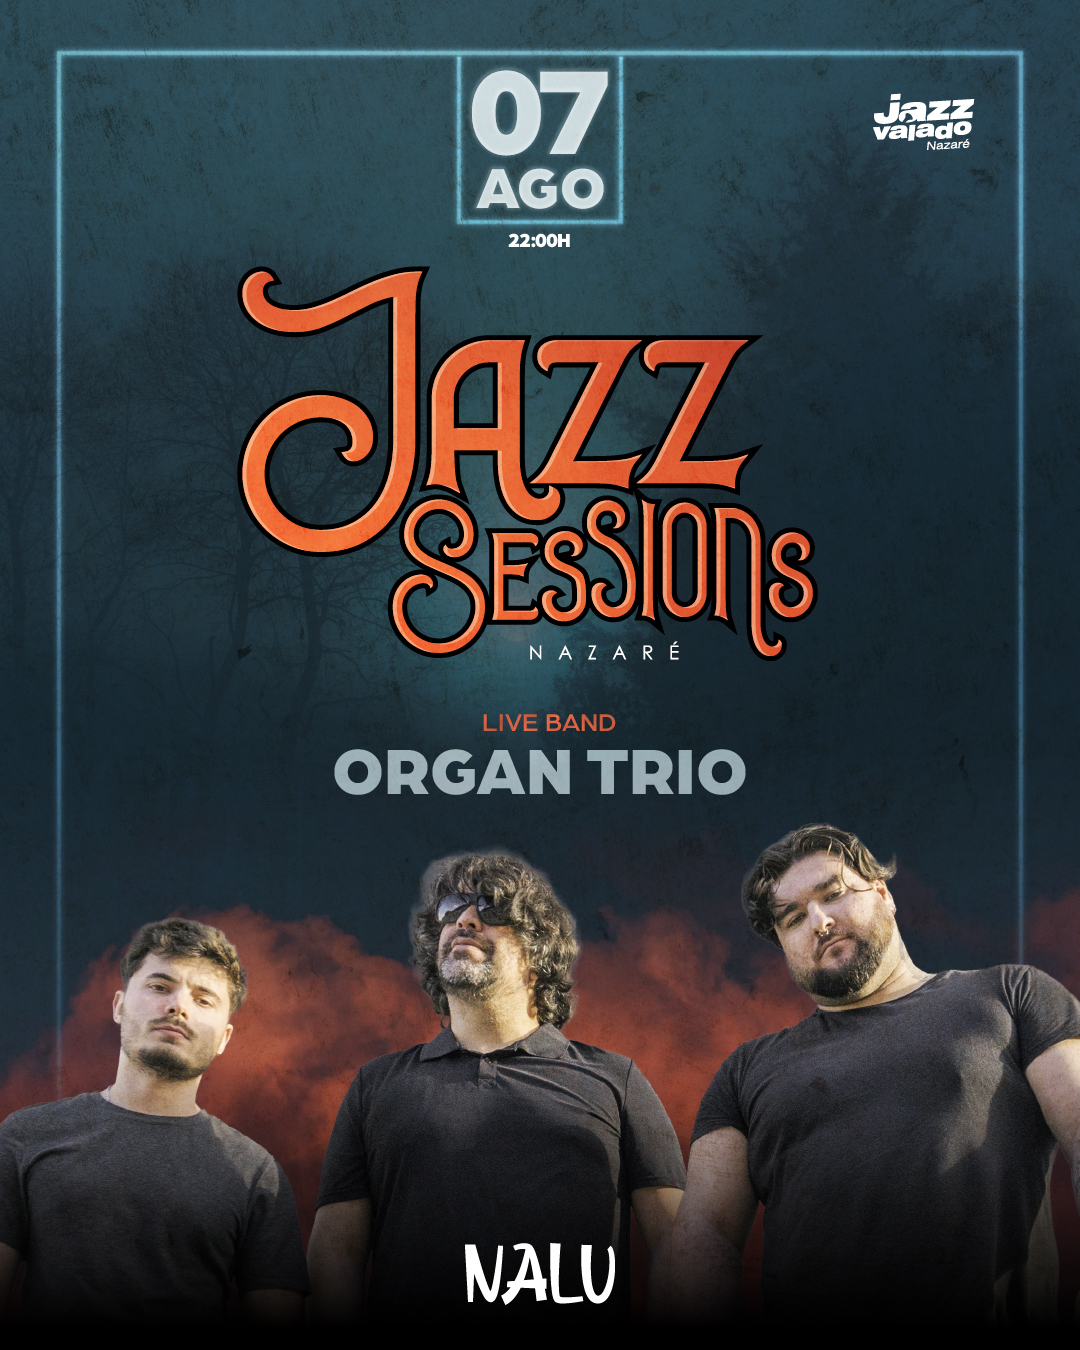 07
AGO
22:00H
jazz
valado
Nazaré
JAZZ
SESSIONS
NAZARÉ
LIVE BAND
ORGAN TRIO
NALU